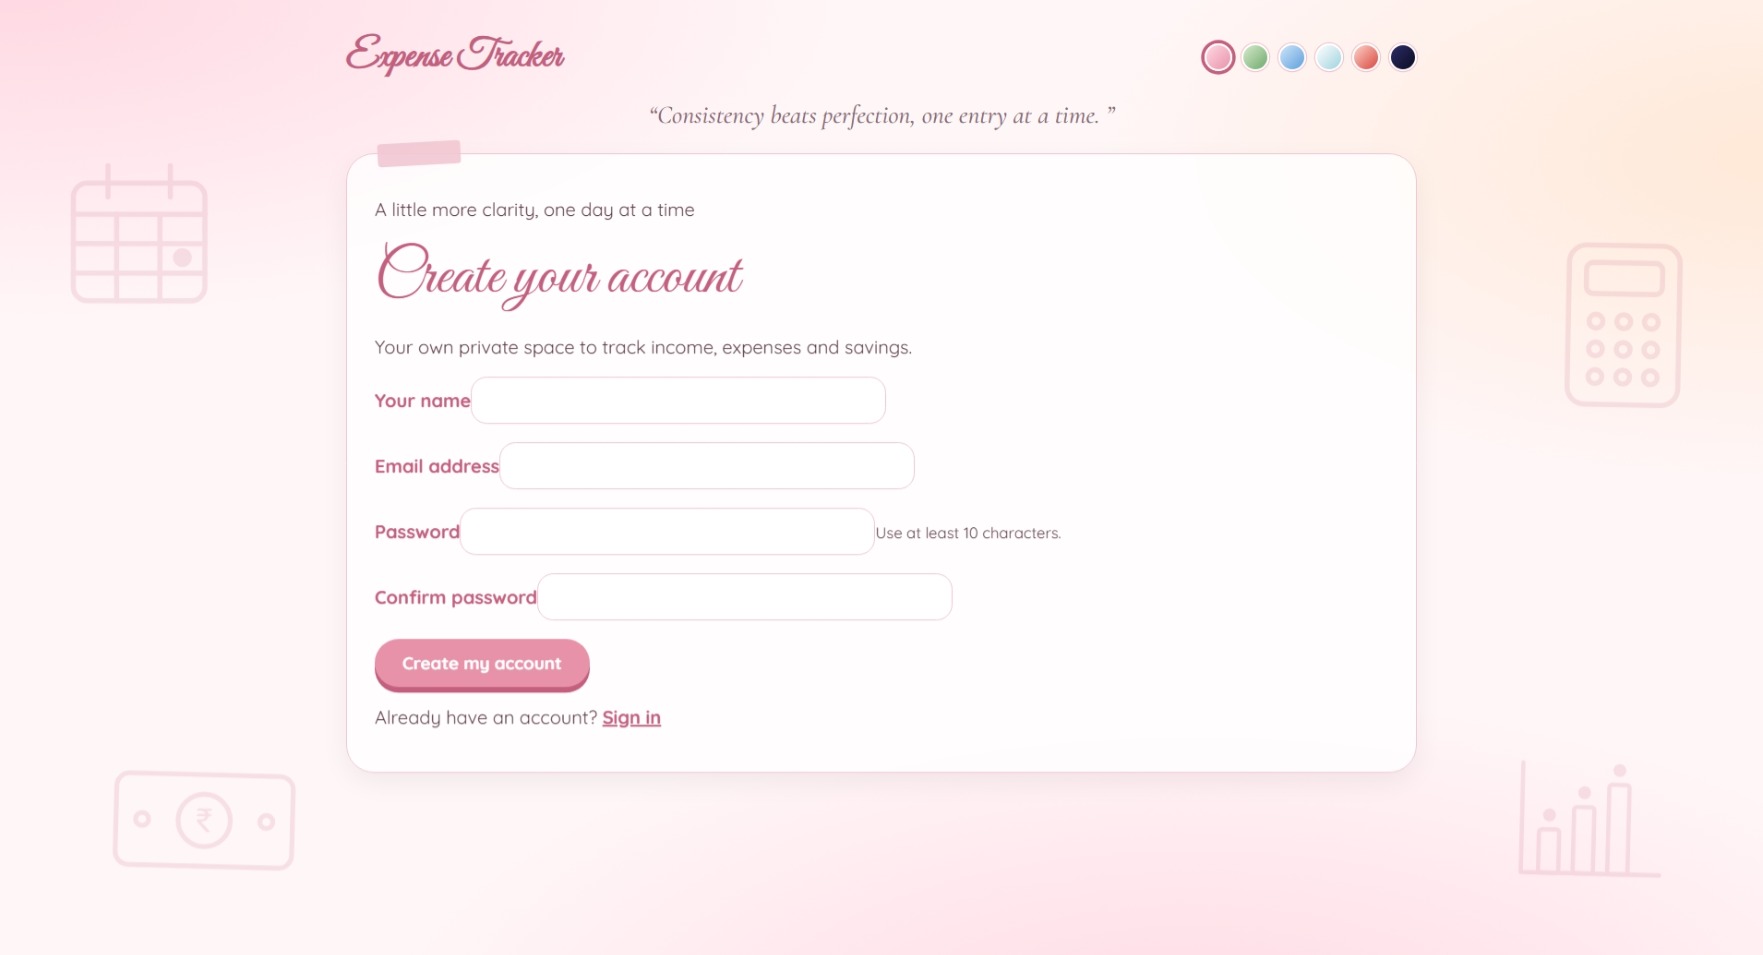 Expense Tracker
“Consistency beats perfection, one entry at a time. ”
A little more clarity, one day at a time
Create your account
Your own private space to track income, expenses and savings.
Your name
Email address
Password Use at least 10 characters.
Confirm password
Create my account
Already have an account? Sign in
₹